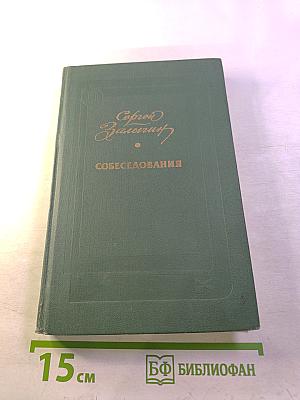 Сергей
Залыгин
СОБЕСЕДОВАНИЯ
15 см
БФ БИБЛИОФАН